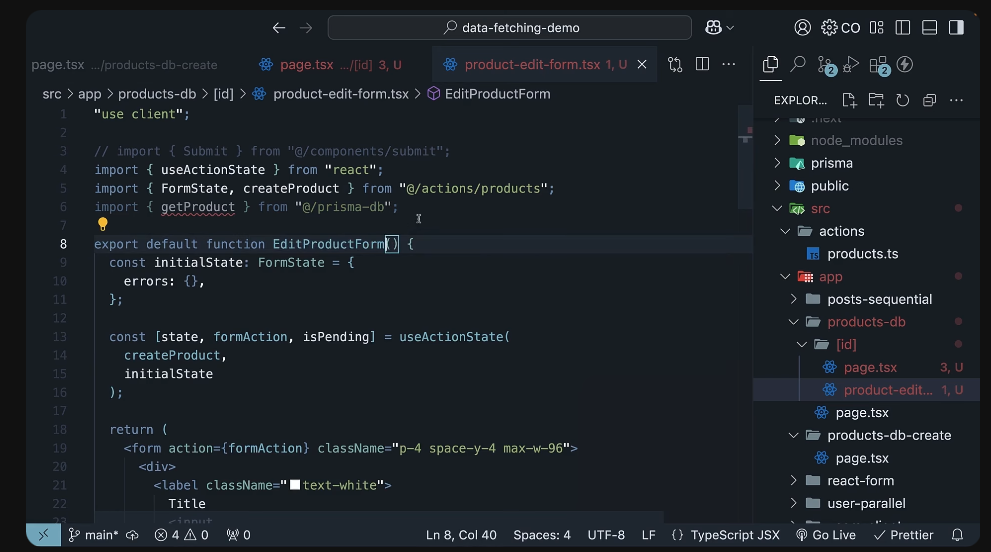 data-fetching-demo
CO
page.tsx .../products-db-create
page.tsx .../[id] 3, U
product-edit-form.tsx 1, U
src > app > products-db > [id] > product-edit-form.tsx > EditProductForm
1 "use client";
2
3 // import { Submit } from "@/components/submit";
4 import { useActionState } from "react";
5 import { FormState, createProduct } from "@/actions/products";
6 import { getProduct } from "@/prisma-db";
7
8 export default function EditProductForm() {
9 const initialState: FormState = {
10 errors: {},
11 };
12
13 const [state, formAction, isPending] = useActionState(
14 createProduct,
15 initialState
16 );
17
18 return (
19 <form action={formAction} className="p-4 space-y-4 max-w-96">
20 <div>
21 <label className="text-white">
22 Title
23 <input
2
2
EXPLOR...
.next
node_modules
prisma
public
src
actions
products.ts
app
posts-sequential
products-db
[id]
page.tsx 3, U
product-edit... 1, U
page.tsx
products-db-create
page.tsx
react-form
user-parallel
main* 4 0 0
Ln 8, Col 40 Spaces: 4 UTF-8 LF {} TypeScript JSX Go Live Prettier